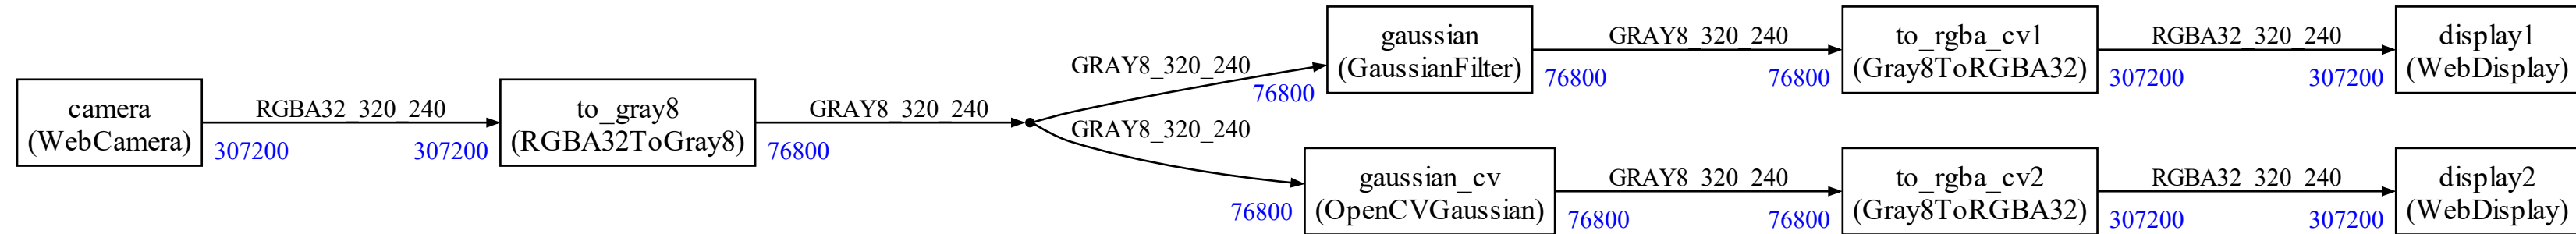 camera
(WebCamera)
RGBA32_320_240
307200
307200
to_gray8
(RGBA32ToGray8)
GRAY8_320_240
76800
GRAY8_320_240
76800
gaussian
(GaussianFilter)
GRAY8_320_240
76800
76800
to_rgba_cv1
(Gray8ToRGBA32)
RGBA32_320_240
307200
307200
display1
(WebDisplay)
GRAY8_320_240
76800
gaussian_cv
(OpenCVGaussian)
GRAY8_320_240
76800
76800
to_rgba_cv2
(Gray8ToRGBA32)
RGBA32_320_240
307200
307200
display2
(WebDisplay)